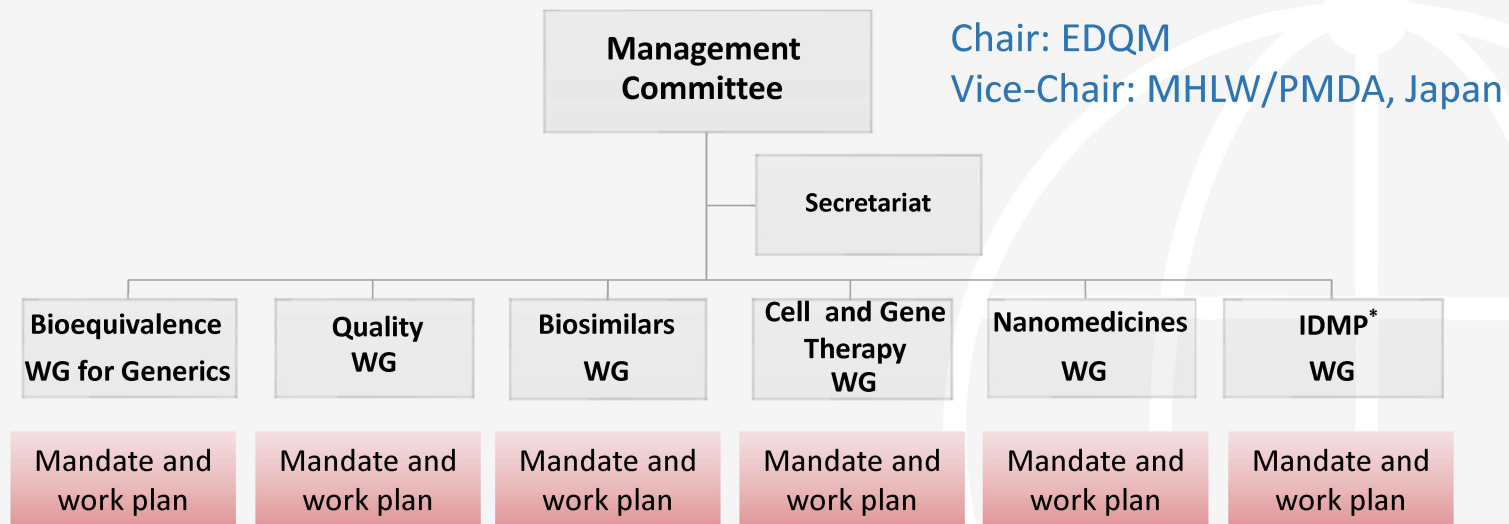 Management
Committee
Chair: EDQM
Vice-Chair: MHLW/PMDA, Japan
Secretariat
Bioequivalence
WG for Generics
Quality
WG
Biosimilars
WG
Cell and Gene
Therapy
WG
Nanomedicines
WG
IDMP*
WG
Mandate and
work plan
Mandate and
work plan
Mandate and
work plan
Mandate and
work plan
Mandate and
work plan
Mandate and
work plan